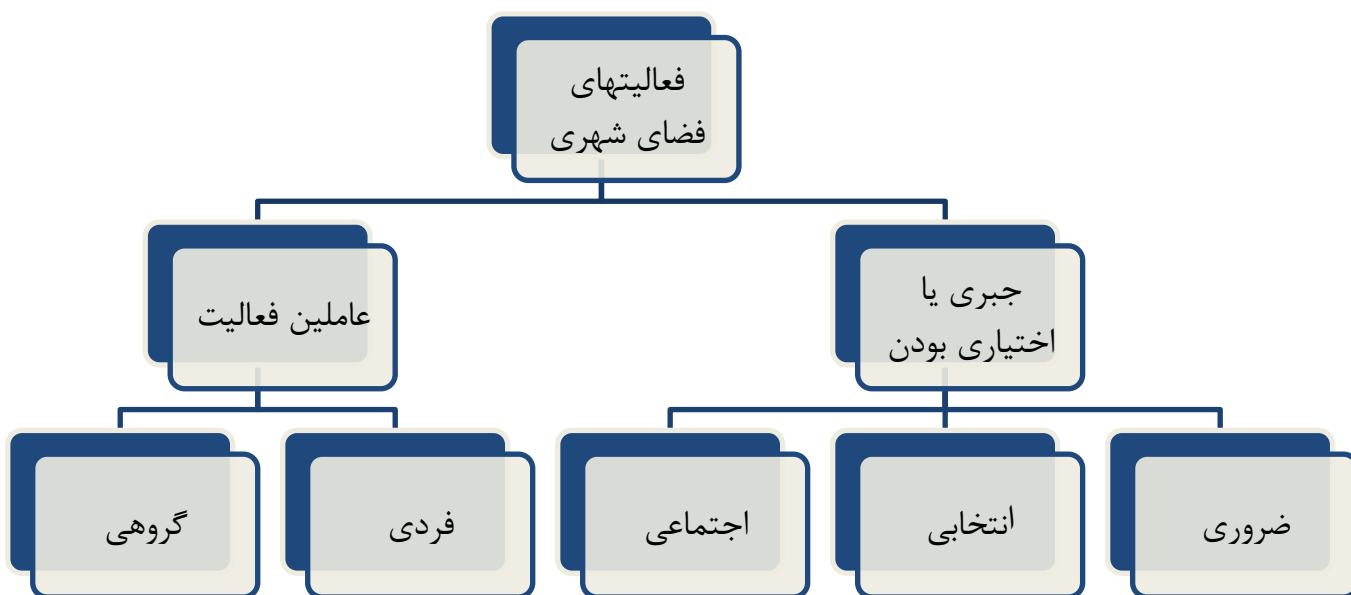 فعالیتهای
فضای شهری
جبری یا
اختیاری بودن
عاملین فعالیت
ضروری
انتخابی
اجتماعی
فردی
گروهی